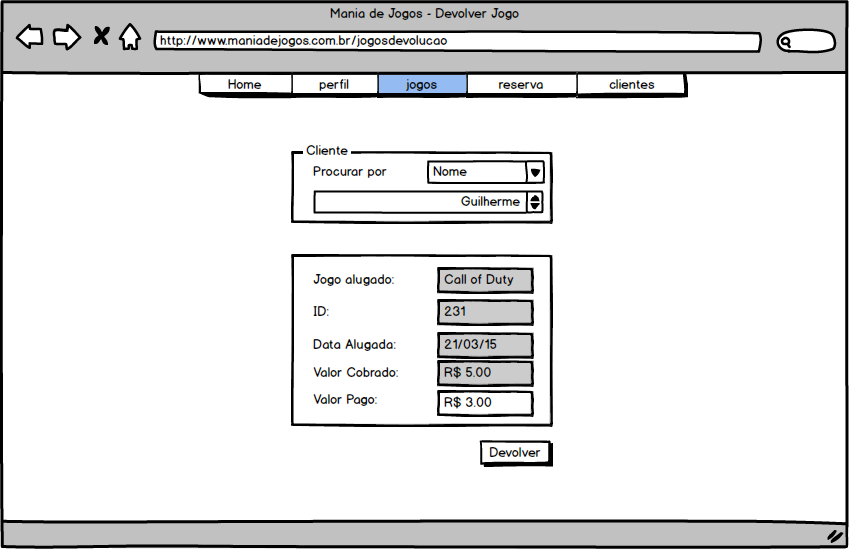 Mania de Jogos - Devolver Jogo
http://www.maniadejogos.com.br/jogosdevolucao
Home perfil jogos reserva clientes
Cliente
Procurar por Nome
Guilherme
Jogo alugado: Call of Duty
ID: 231
Data Alugada: 21/03/15
Valor Cobrado: R$ 5.00
Valor Pago: R$ 3.00
Devolver